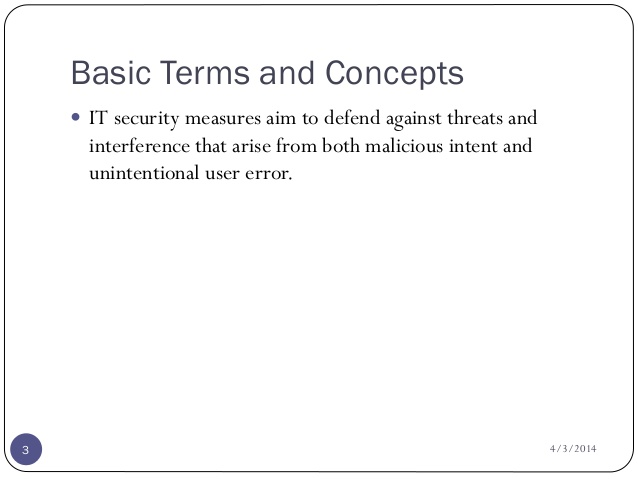 Basic Terms and Concepts
• IT security measures aim to defend against threats and
interference that arise from both malicious intent and
unintentional user error.
3
4/3/2014